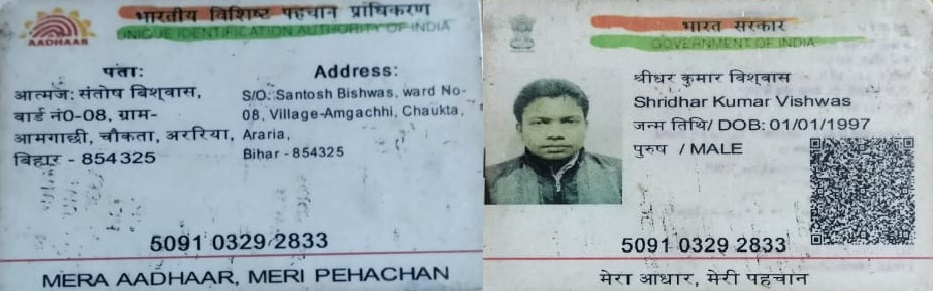 भारतीय विशिष्ट पहचान प्राधिकरण
UNIQUE IDENTIFICATION AUTHORITY OF INDIA
AADHAAR
पता:
आत्मज: संतोष बिश्वास,
वार्ड नं0-08, ग्राम-
आमगाछी, चौकता, अररिया,
बिहार - 854325
Address:
S/O: Santosh Bishwas, ward No-
08, Village-Amgachhi, Chaukta,
Araria,
Bihar - 854325
5091 0329 2833
MERA AADHAAR, MERI PEHACHAN
भारत सरकार
GOVERNMENT OF INDIA
श्रीधर कुमार विश्वास
Shridhar Kumar Vishwas
जन्म तिथि/ DOB: 01/01/1997
पुरुष / MALE
5091 0329 2833
मेरा आधार, मेरी पहचान